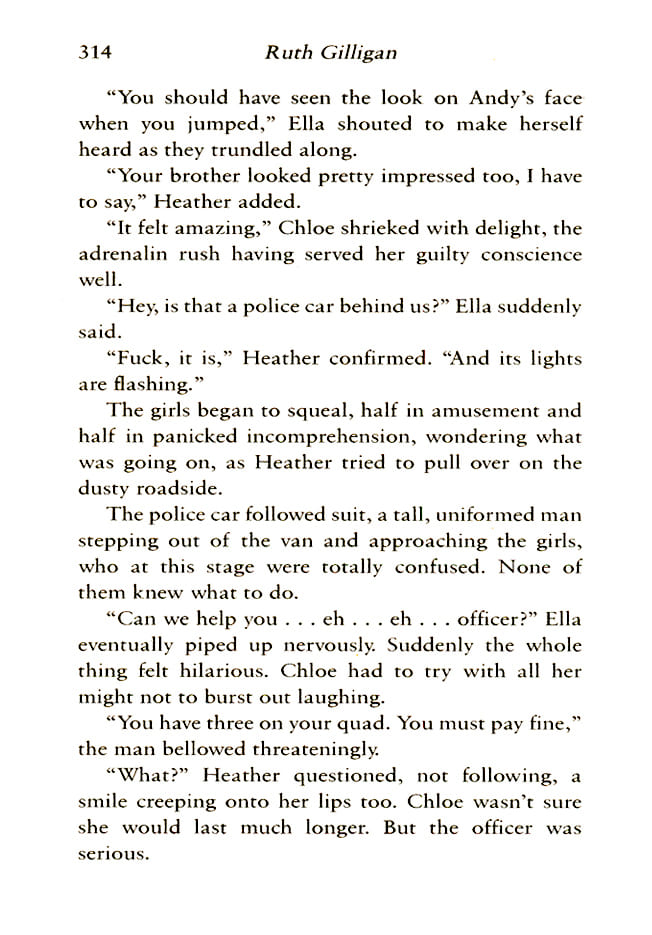 314 Ruth Gilligan
“You should have seen the look on Andy’s face
when you jumped,” Ella shouted to make herself
heard as they trundled along.
“Your brother looked pretty impressed too, I have
to say,” Heather added.
“It felt amazing,” Chloe shrieked with delight, the
adrenalin rush having served her guilty conscience
well.
“Hey, is that a police car behind us?” Ella suddenly
said.
“Fuck, it is,” Heather confirmed. “And its lights
are flashing.”
The girls began to squeal, half in amusement and
half in panicked incomprehension, wondering what
was going on, as Heather tried to pull over on the
dusty roadside.
The police car followed suit, a tall, uniformed man
stepping out of the van and approaching the girls,
who at this stage were totally confused. None of
them knew what to do.
“Can we help you . . . eh . . . eh . . . officer?” Ella
eventually piped up nervously. Suddenly the whole
thing felt hilarious. Chloe had to try with all her
might not to burst out laughing.
“You have three on your quad. You must pay fine,”
the man bellowed threateningly.
“What?” Heather questioned, not following, a
smile creeping onto her lips too. Chloe wasn’t sure
she would last much longer. But the officer was
serious.